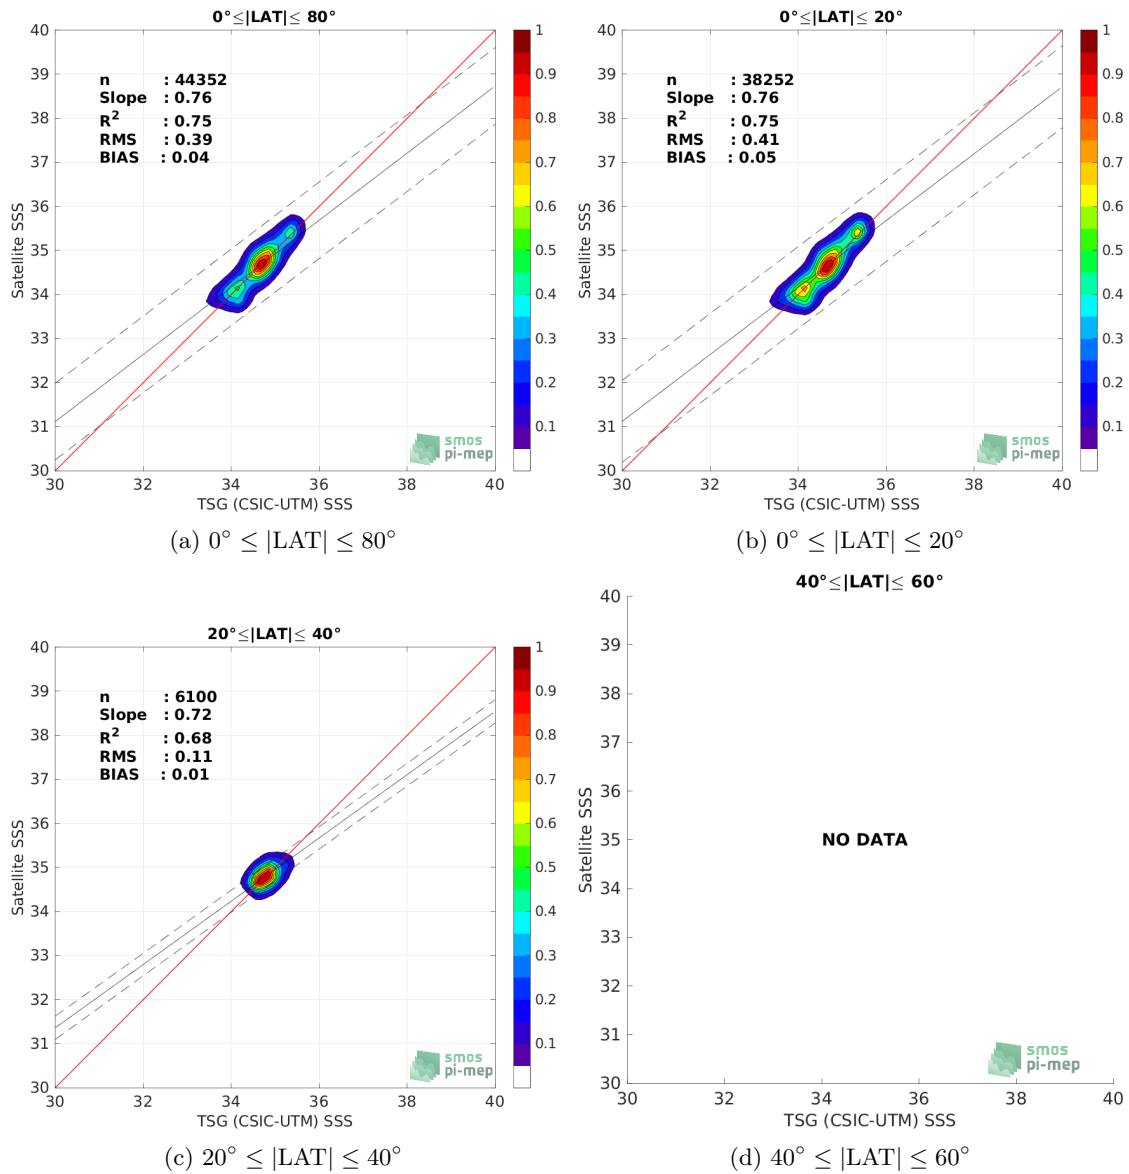 0°≤|LAT|≤ 80°
40
39
38
37
36
35
34
33
32
31
30
Satellite SSS
n : 44352
Slope : 0.76
R² : 0.75
RMS : 0.39
BIAS : 0.04
1
0.9
0.8
0.7
0.6
0.5
0.4
0.3
0.2
0.1
smos
pi-mep
30 32 34 36 38 40
TSG (CSIC-UTM) SSS
(a) 0° ≤ |LAT| ≤ 80°
0°≤|LAT|≤ 20°
40
39
38
37
36
35
34
33
32
31
30
Satellite SSS
n : 38252
Slope : 0.76
R² : 0.75
RMS : 0.41
BIAS : 0.05
1
0.9
0.8
0.7
0.6
0.5
0.4
0.3
0.2
0.1
smos
pi-mep
30 32 34 36 38 40
TSG (CSIC-UTM) SSS
(b) 0° ≤ |LAT| ≤ 20°
20°≤|LAT|≤ 40°
40
39
38
37
36
35
34
33
32
31
30
Satellite SSS
n : 6100
Slope : 0.72
R² : 0.68
RMS : 0.11
BIAS : 0.01
1
0.9
0.8
0.7
0.6
0.5
0.4
0.3
0.2
0.1
smos
pi-mep
30 32 34 36 38 40
TSG (CSIC-UTM) SSS
(c) 20° ≤ |LAT| ≤ 40°
40°≤|LAT|≤ 60°
40
39
38
37
36
35
34
33
32
31
30
Satellite SSS
NO DATA
smos
pi-mep
30 32 34 36 38 40
TSG (CSIC-UTM) SSS
(d) 40° ≤ |LAT| ≤ 60°